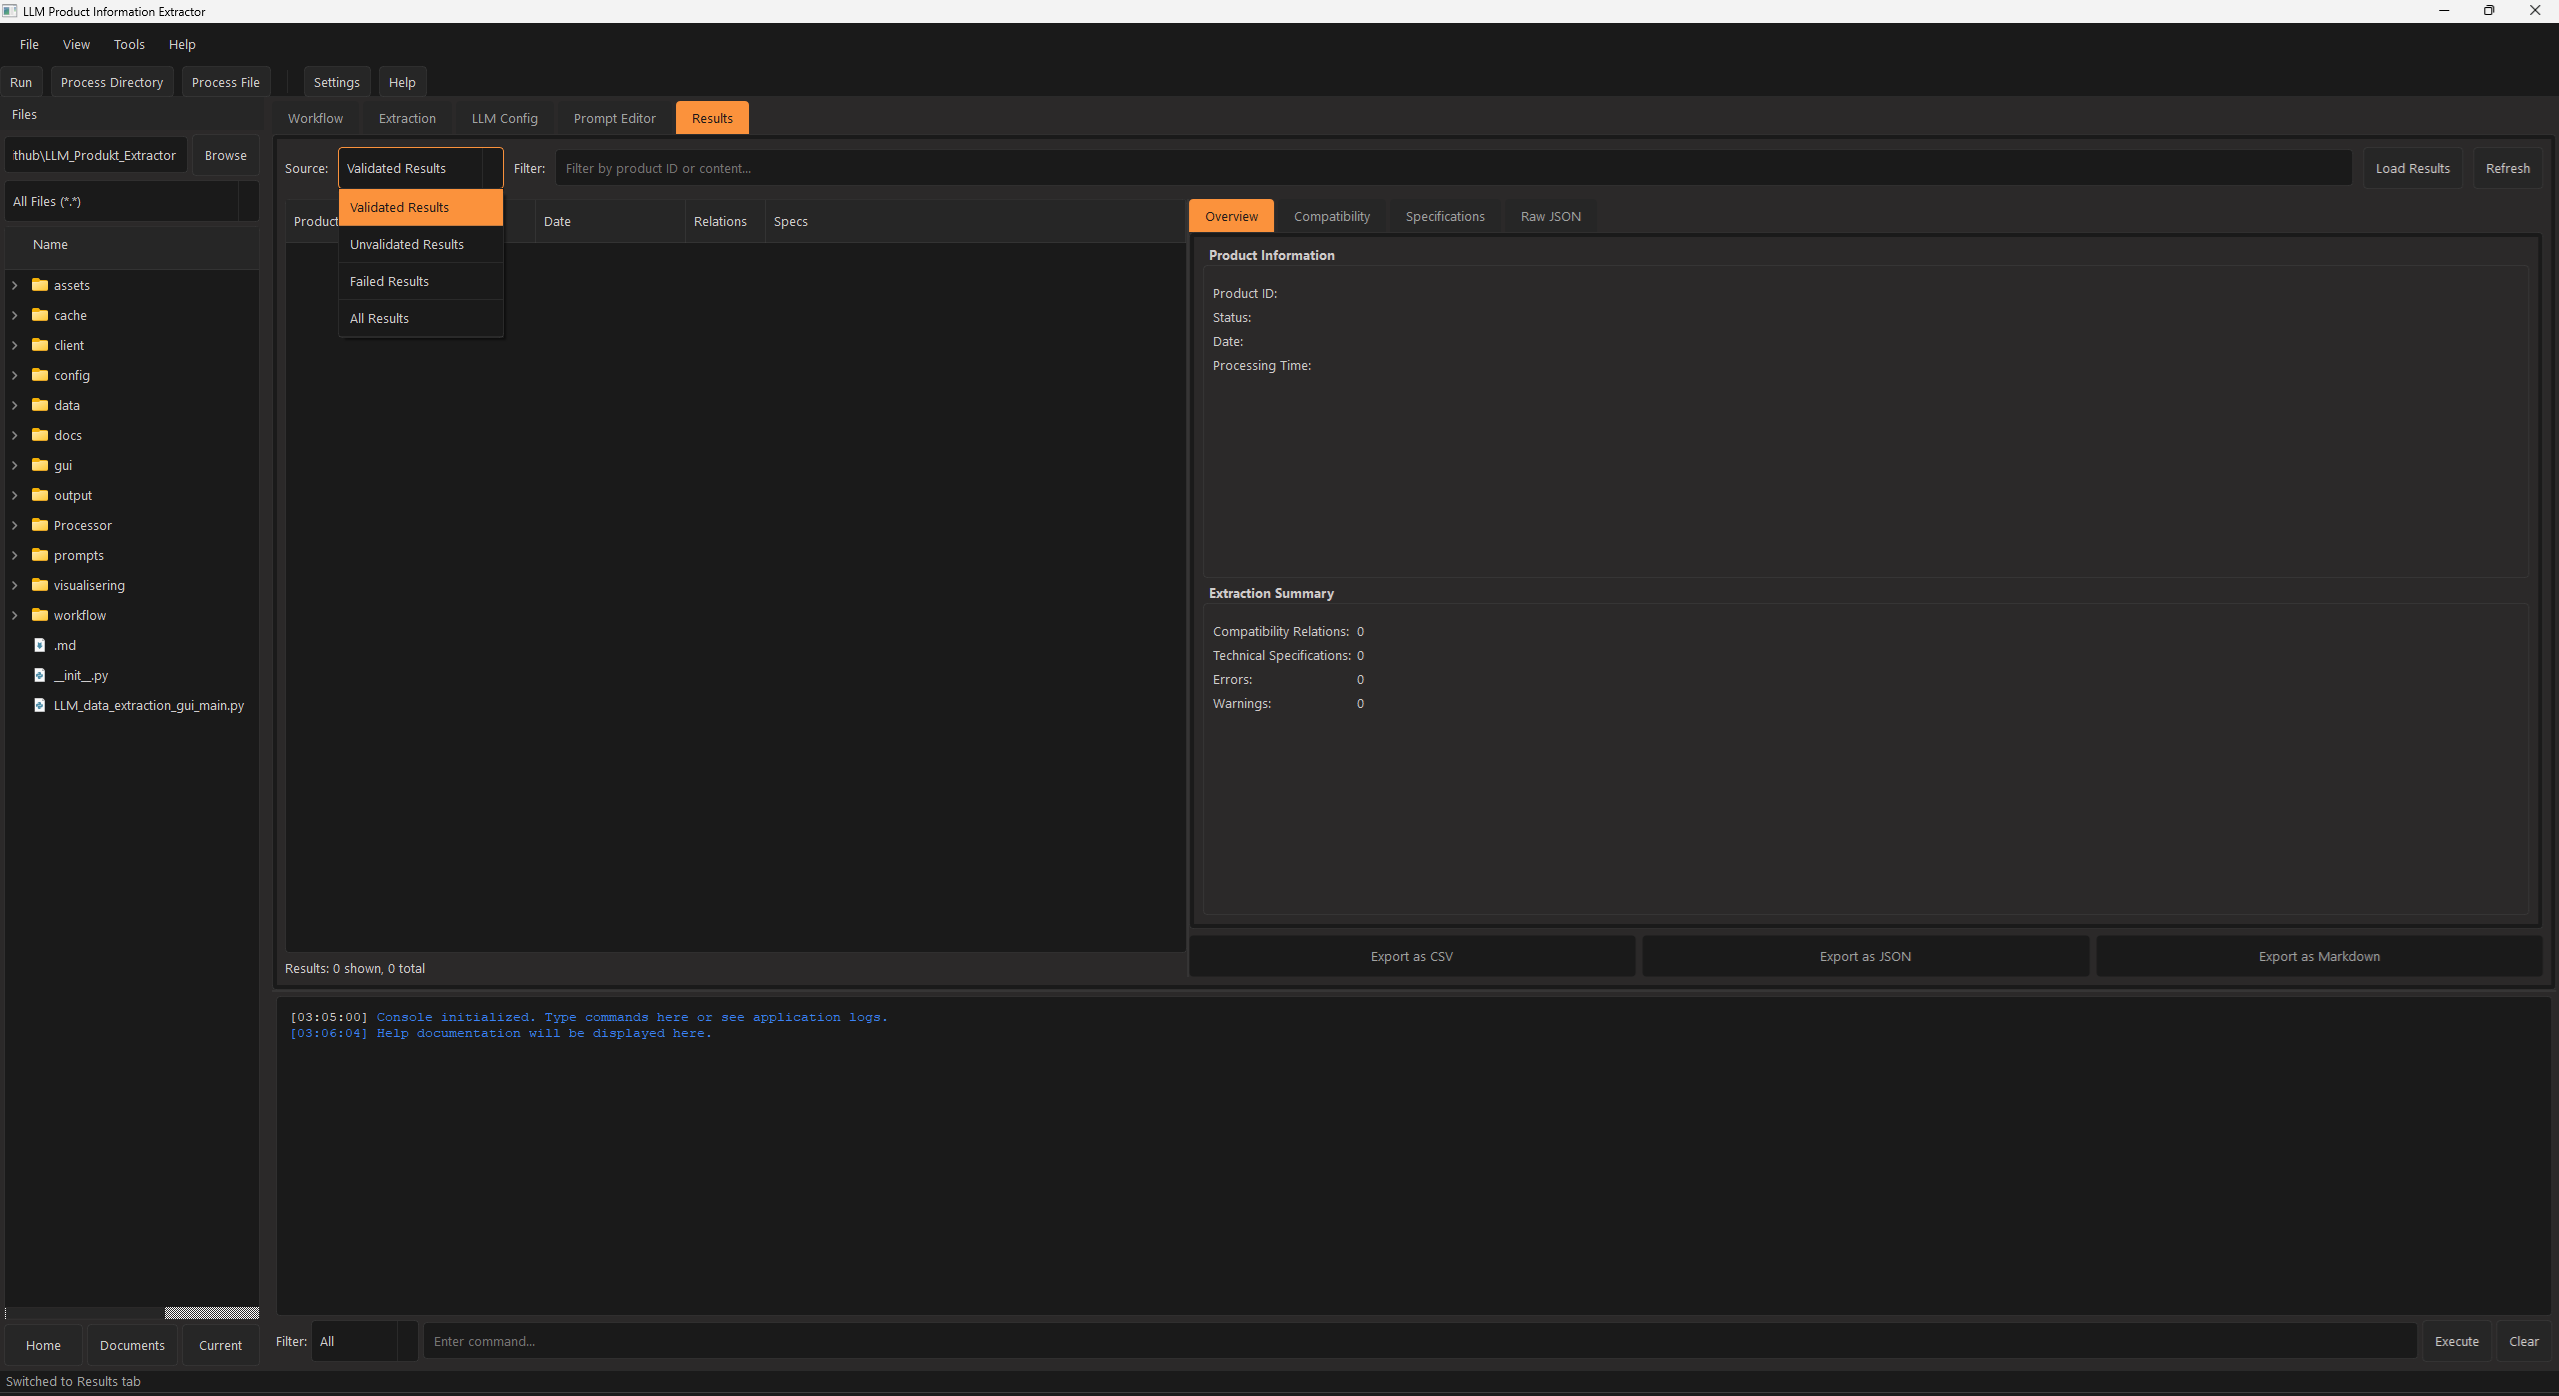 LLM Product Information Extractor
File View Tools Help
Run Process Directory Process File Settings Help
Files
ithub\LLM_Produkt_Extractor Browse
All Files (*.*)
Name
assets
cache
client
config
data
docs
gui
output
Processor
prompts
visualisering
workflow
.md
__init__.py
LLM_data_extraction_gui_main.py
Home Documents Current
Workflow Extraction LLM Config Prompt Editor Results
Source: Validated Results Filter: Filter by product ID or content... Load Results Refresh
Validated Results
Unvalidated Results
Failed Results
All Results
Product Date Relations Specs
Results: 0 shown, 0 total
Overview Compatibility Specifications Raw JSON
Product Information
Product ID:
Status:
Date:
Processing Time:
Extraction Summary
Compatibility Relations: 0
Technical Specifications: 0
Errors: 0
Warnings: 0
Export as CSV Export as JSON Export as Markdown
[03:05:00] Console initialized. Type commands here or see application logs.
[03:06:04] Help documentation will be displayed here.
Filter: All Enter command... Execute Clear
Switched to Results tab